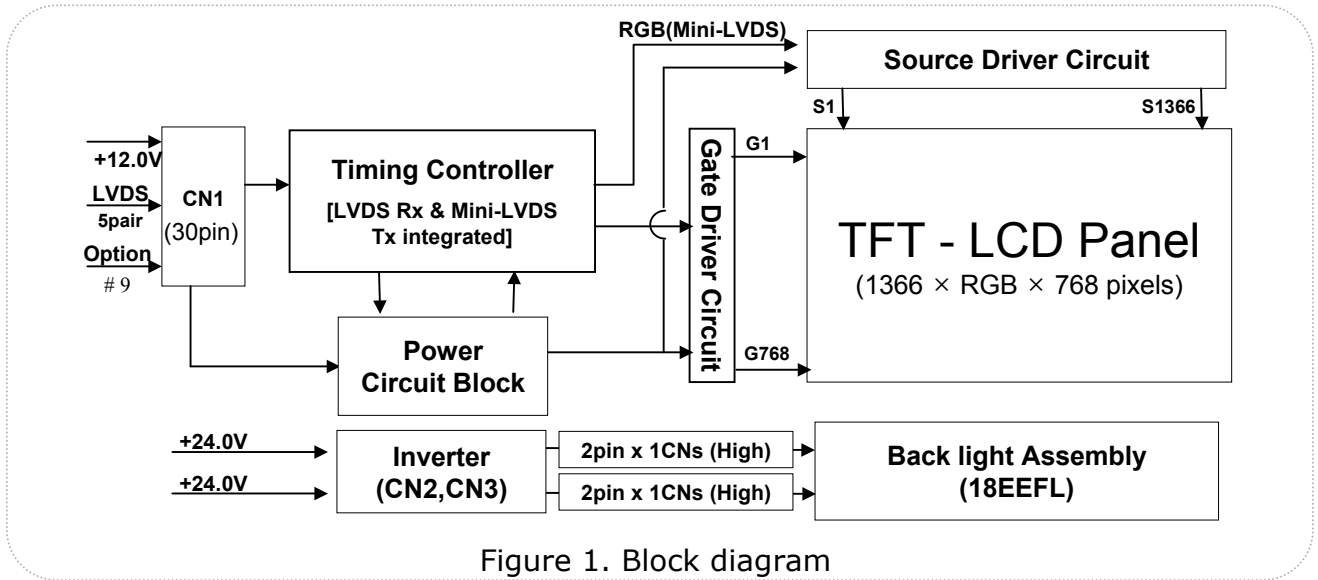 RGB(Mini-LVDS)
Source Driver Circuit
S1
S1366
+12.0V
LVDS
5pair
Option
# 9
CN1
(30pin)
Timing Controller
[LVDS Rx & Mini-LVDS
Tx integrated]
Power
Circuit Block
Gate Driver Circuit
G1
G768
TFT - LCD Panel
(1366 × RGB × 768 pixels)
+24.0V
+24.0V
Inverter
(CN2,CN3)
2pin x 1CNs (High)
2pin x 1CNs (High)
Back light Assembly
(18EEFL)
Figure 1. Block diagram